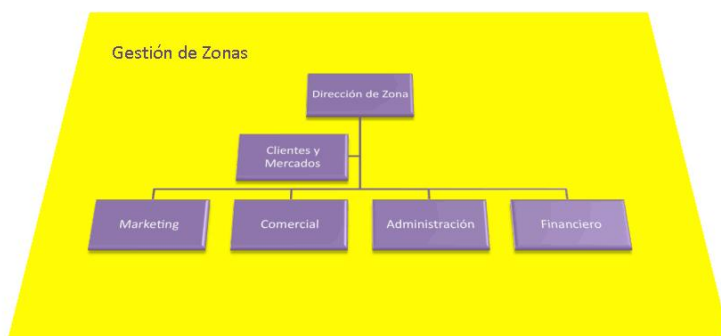 Gestión de Zonas
Dirección de Zona
Clientes y
Mercados
Marketing
Comercial
Administración
Financiero